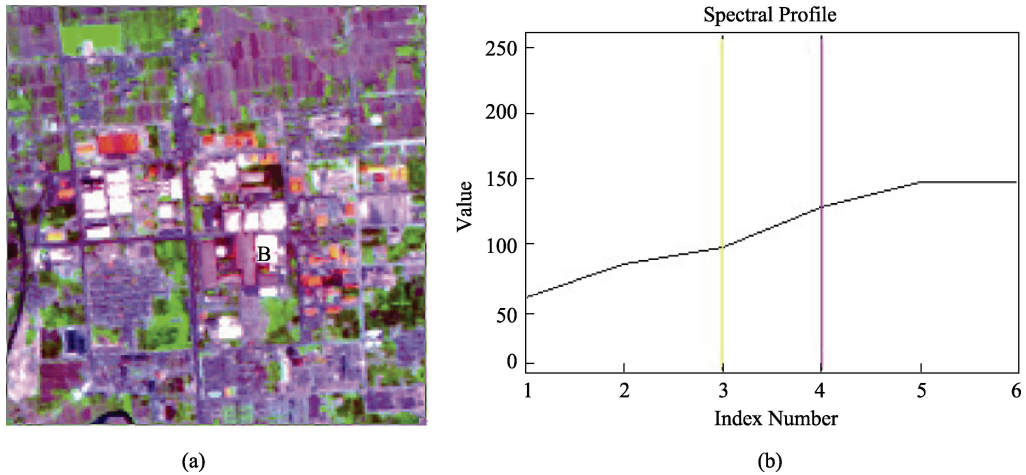 B
Spectral Profile
250
200
150
100
50
0
Value
1 2 3 4 5 6
Index Number
(a)
(b)